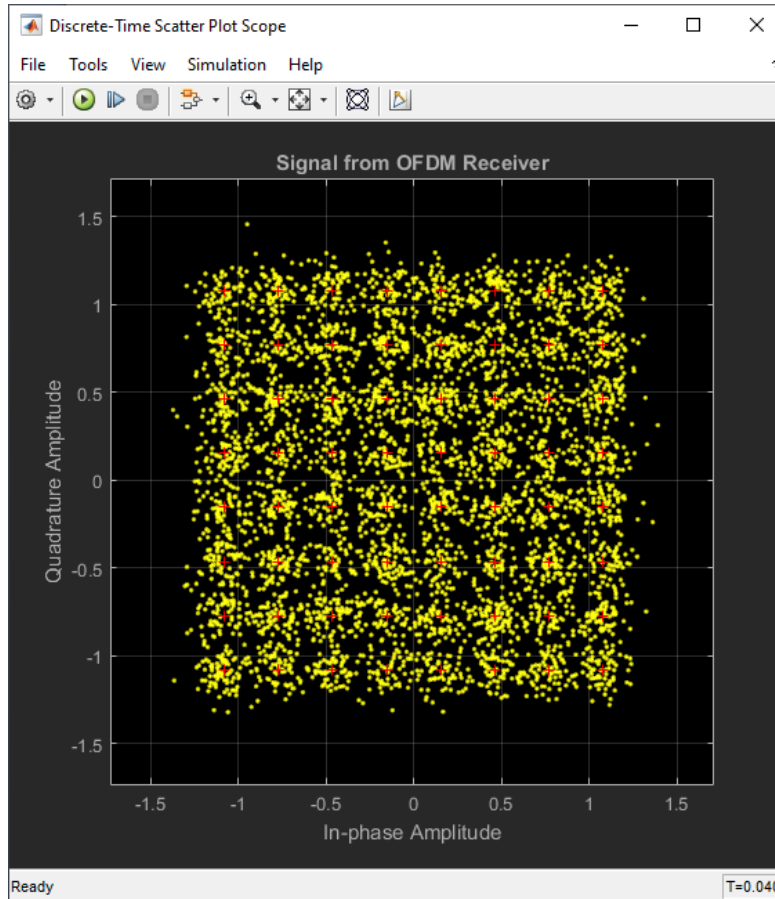 Discrete-Time Scatter Plot Scope
File Tools View Simulation Help
Signal from OFDM Receiver
1.5
1
0.5
0
-0.5
-1
-1.5
Quadrature Amplitude
-1.5 -1 -0.5 0 0.5 1 1.5
In-phase Amplitude
Ready T=0.040